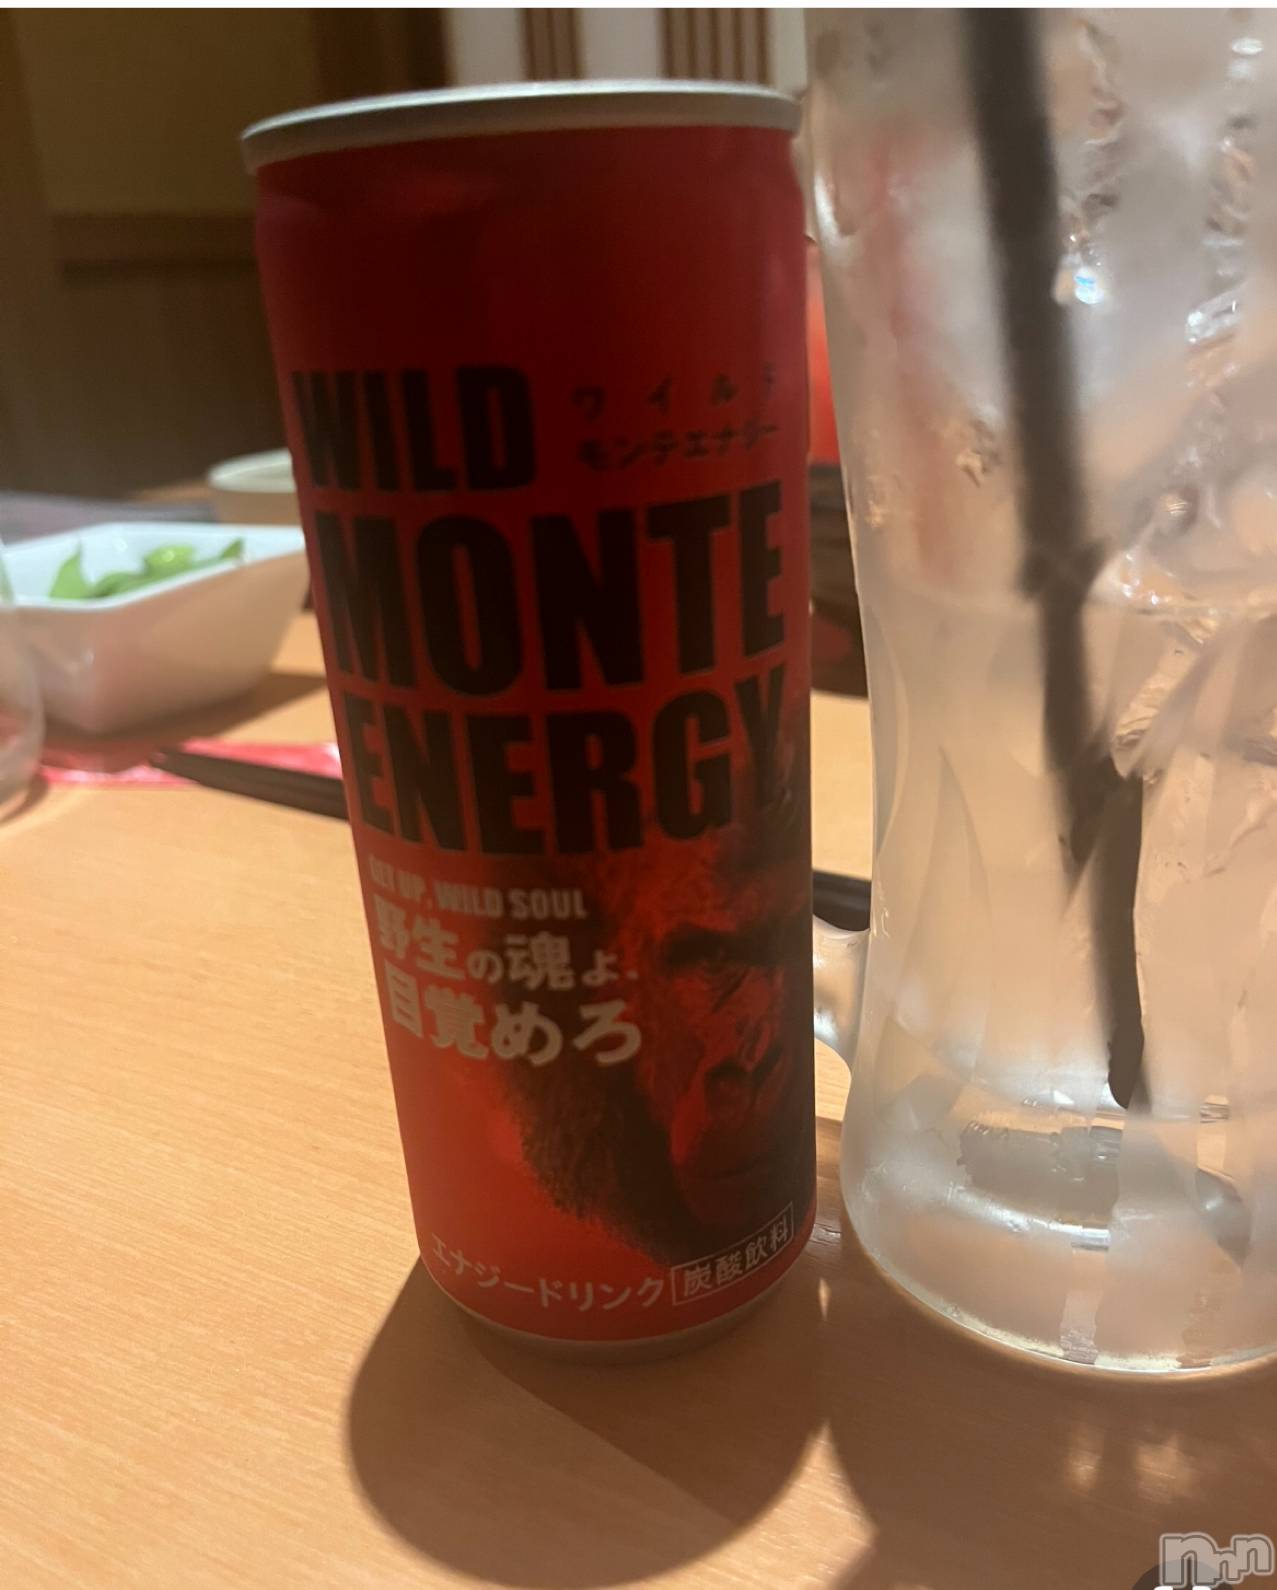 WILD
ワイルド
モンテエナジー
MONTE
ENERGY
GET UP, WILD SOUL
野生の魂よ、
目覚めろ
エナジードリンク 炭酸飲料